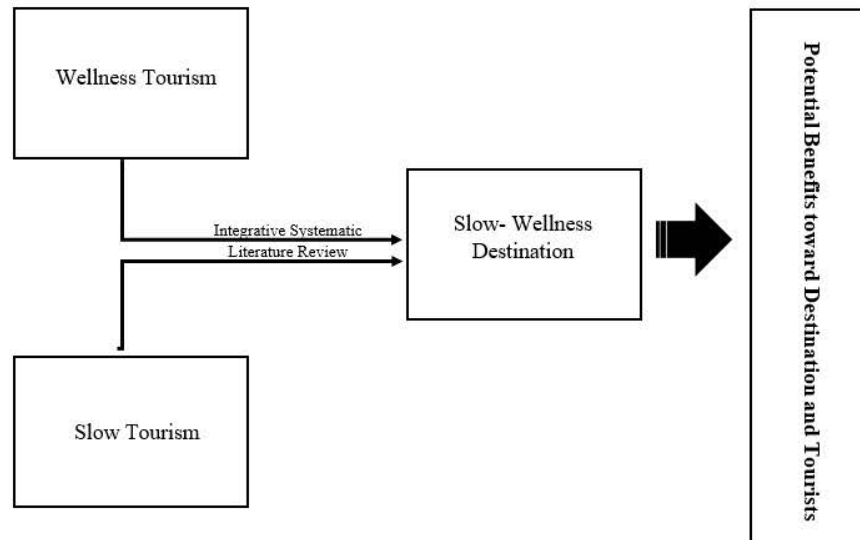 Wellness Tourism
Integrative Systematic
Literature Review
Slow- Wellness
Destination
Slow Tourism
Potential Benefits toward Destination and Tourists